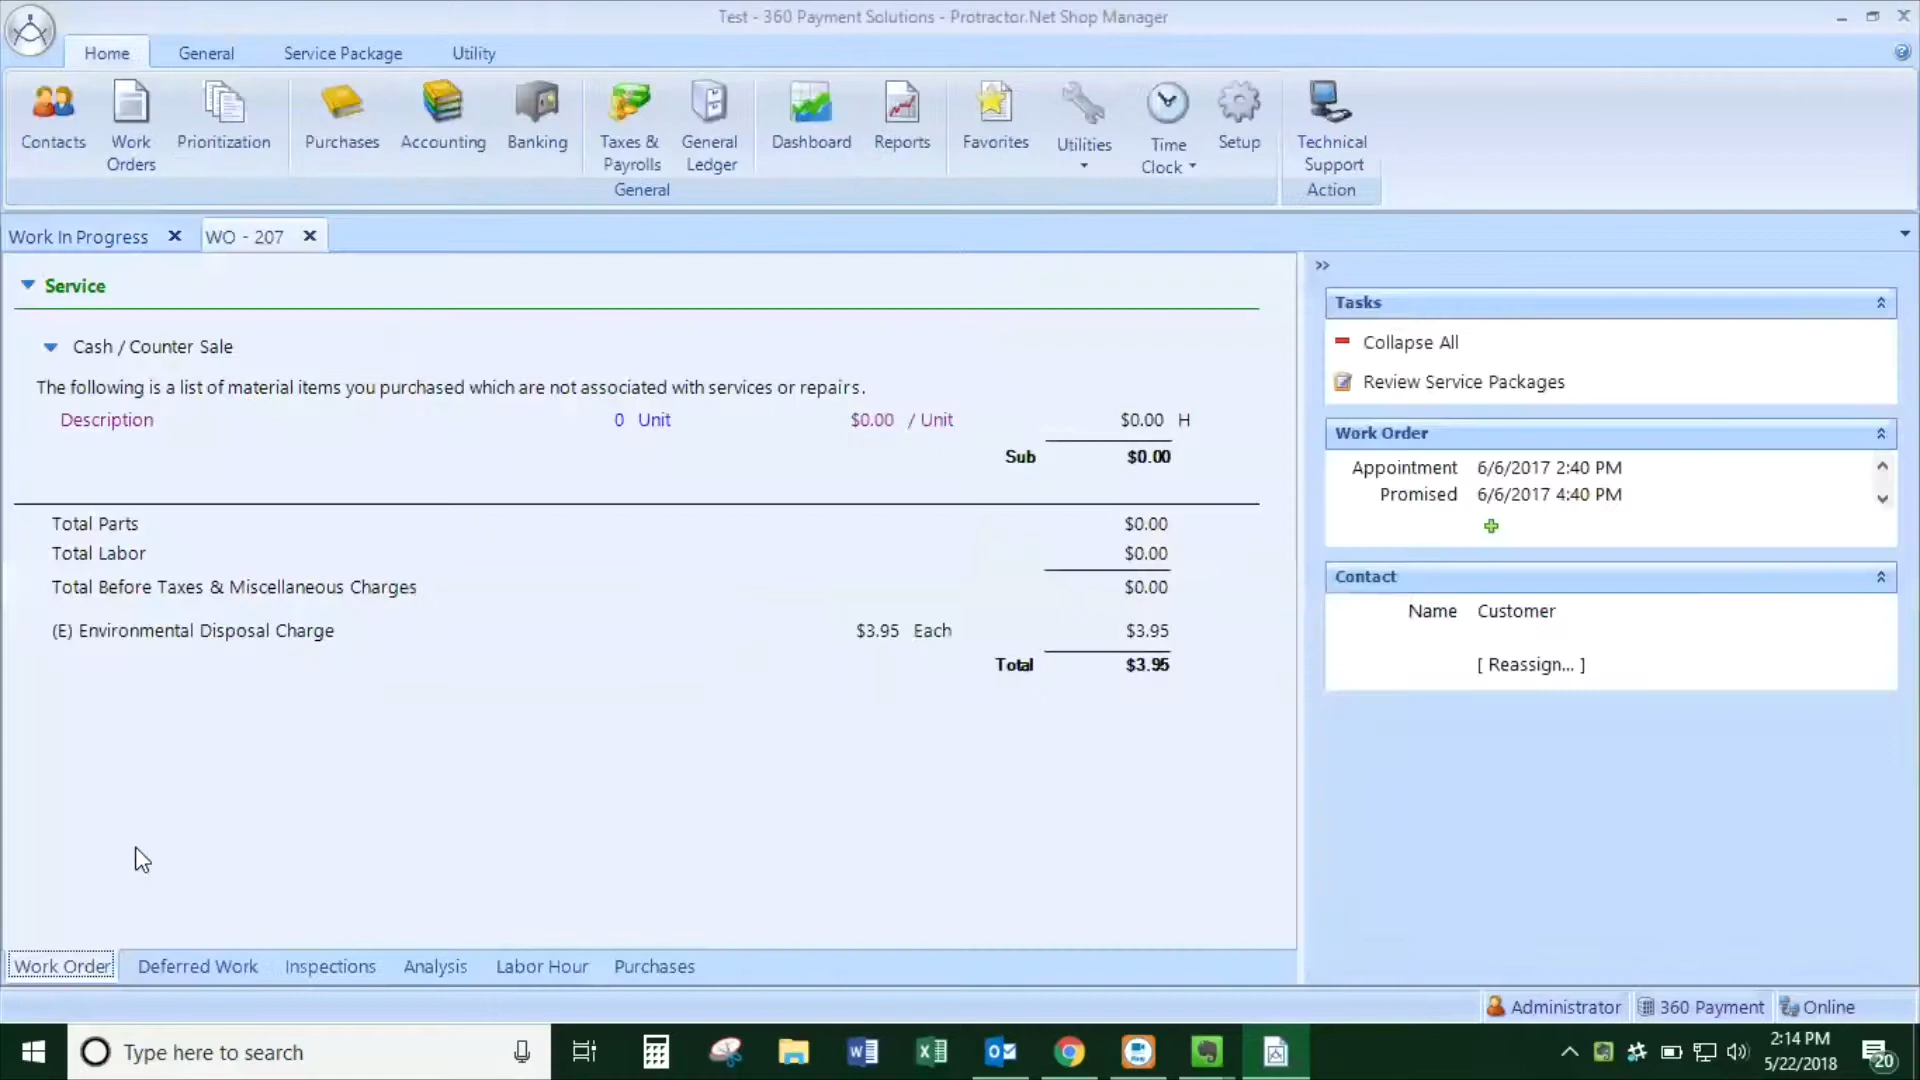 Test - 360 Payment Solutions - Protractor.Net Shop Manager
Home General Service Package Utility
Contacts Work Orders Prioritization Purchases Accounting Banking Taxes & Payrolls General Ledger Dashboard Reports Favorites Utilities Time Clock Setup Technical Support
General Action
Work In Progress WO - 207
Service
Cash / Counter Sale
The following is a list of material items you purchased which are not associated with services or repairs.
Description 0 Unit $0.00 / Unit $0.00 H
Sub $0.00
Total Parts $0.00
Total Labor $0.00
Total Before Taxes & Miscellaneous Charges $0.00
(E) Environmental Disposal Charge $3.95 Each $3.95
Total $3.95
>>
Tasks
Collapse All
Review Service Packages
Work Order
Appointment 6/6/2017 2:40 PM
Promised 6/6/2017 4:40 PM
Contact
Name Customer
[ Reassign... ]
Work Order Deferred Work Inspections Analysis Labor Hour Purchases
Administrator 360 Payment Online
Type here to search
2:14 PM
5/22/2018
20